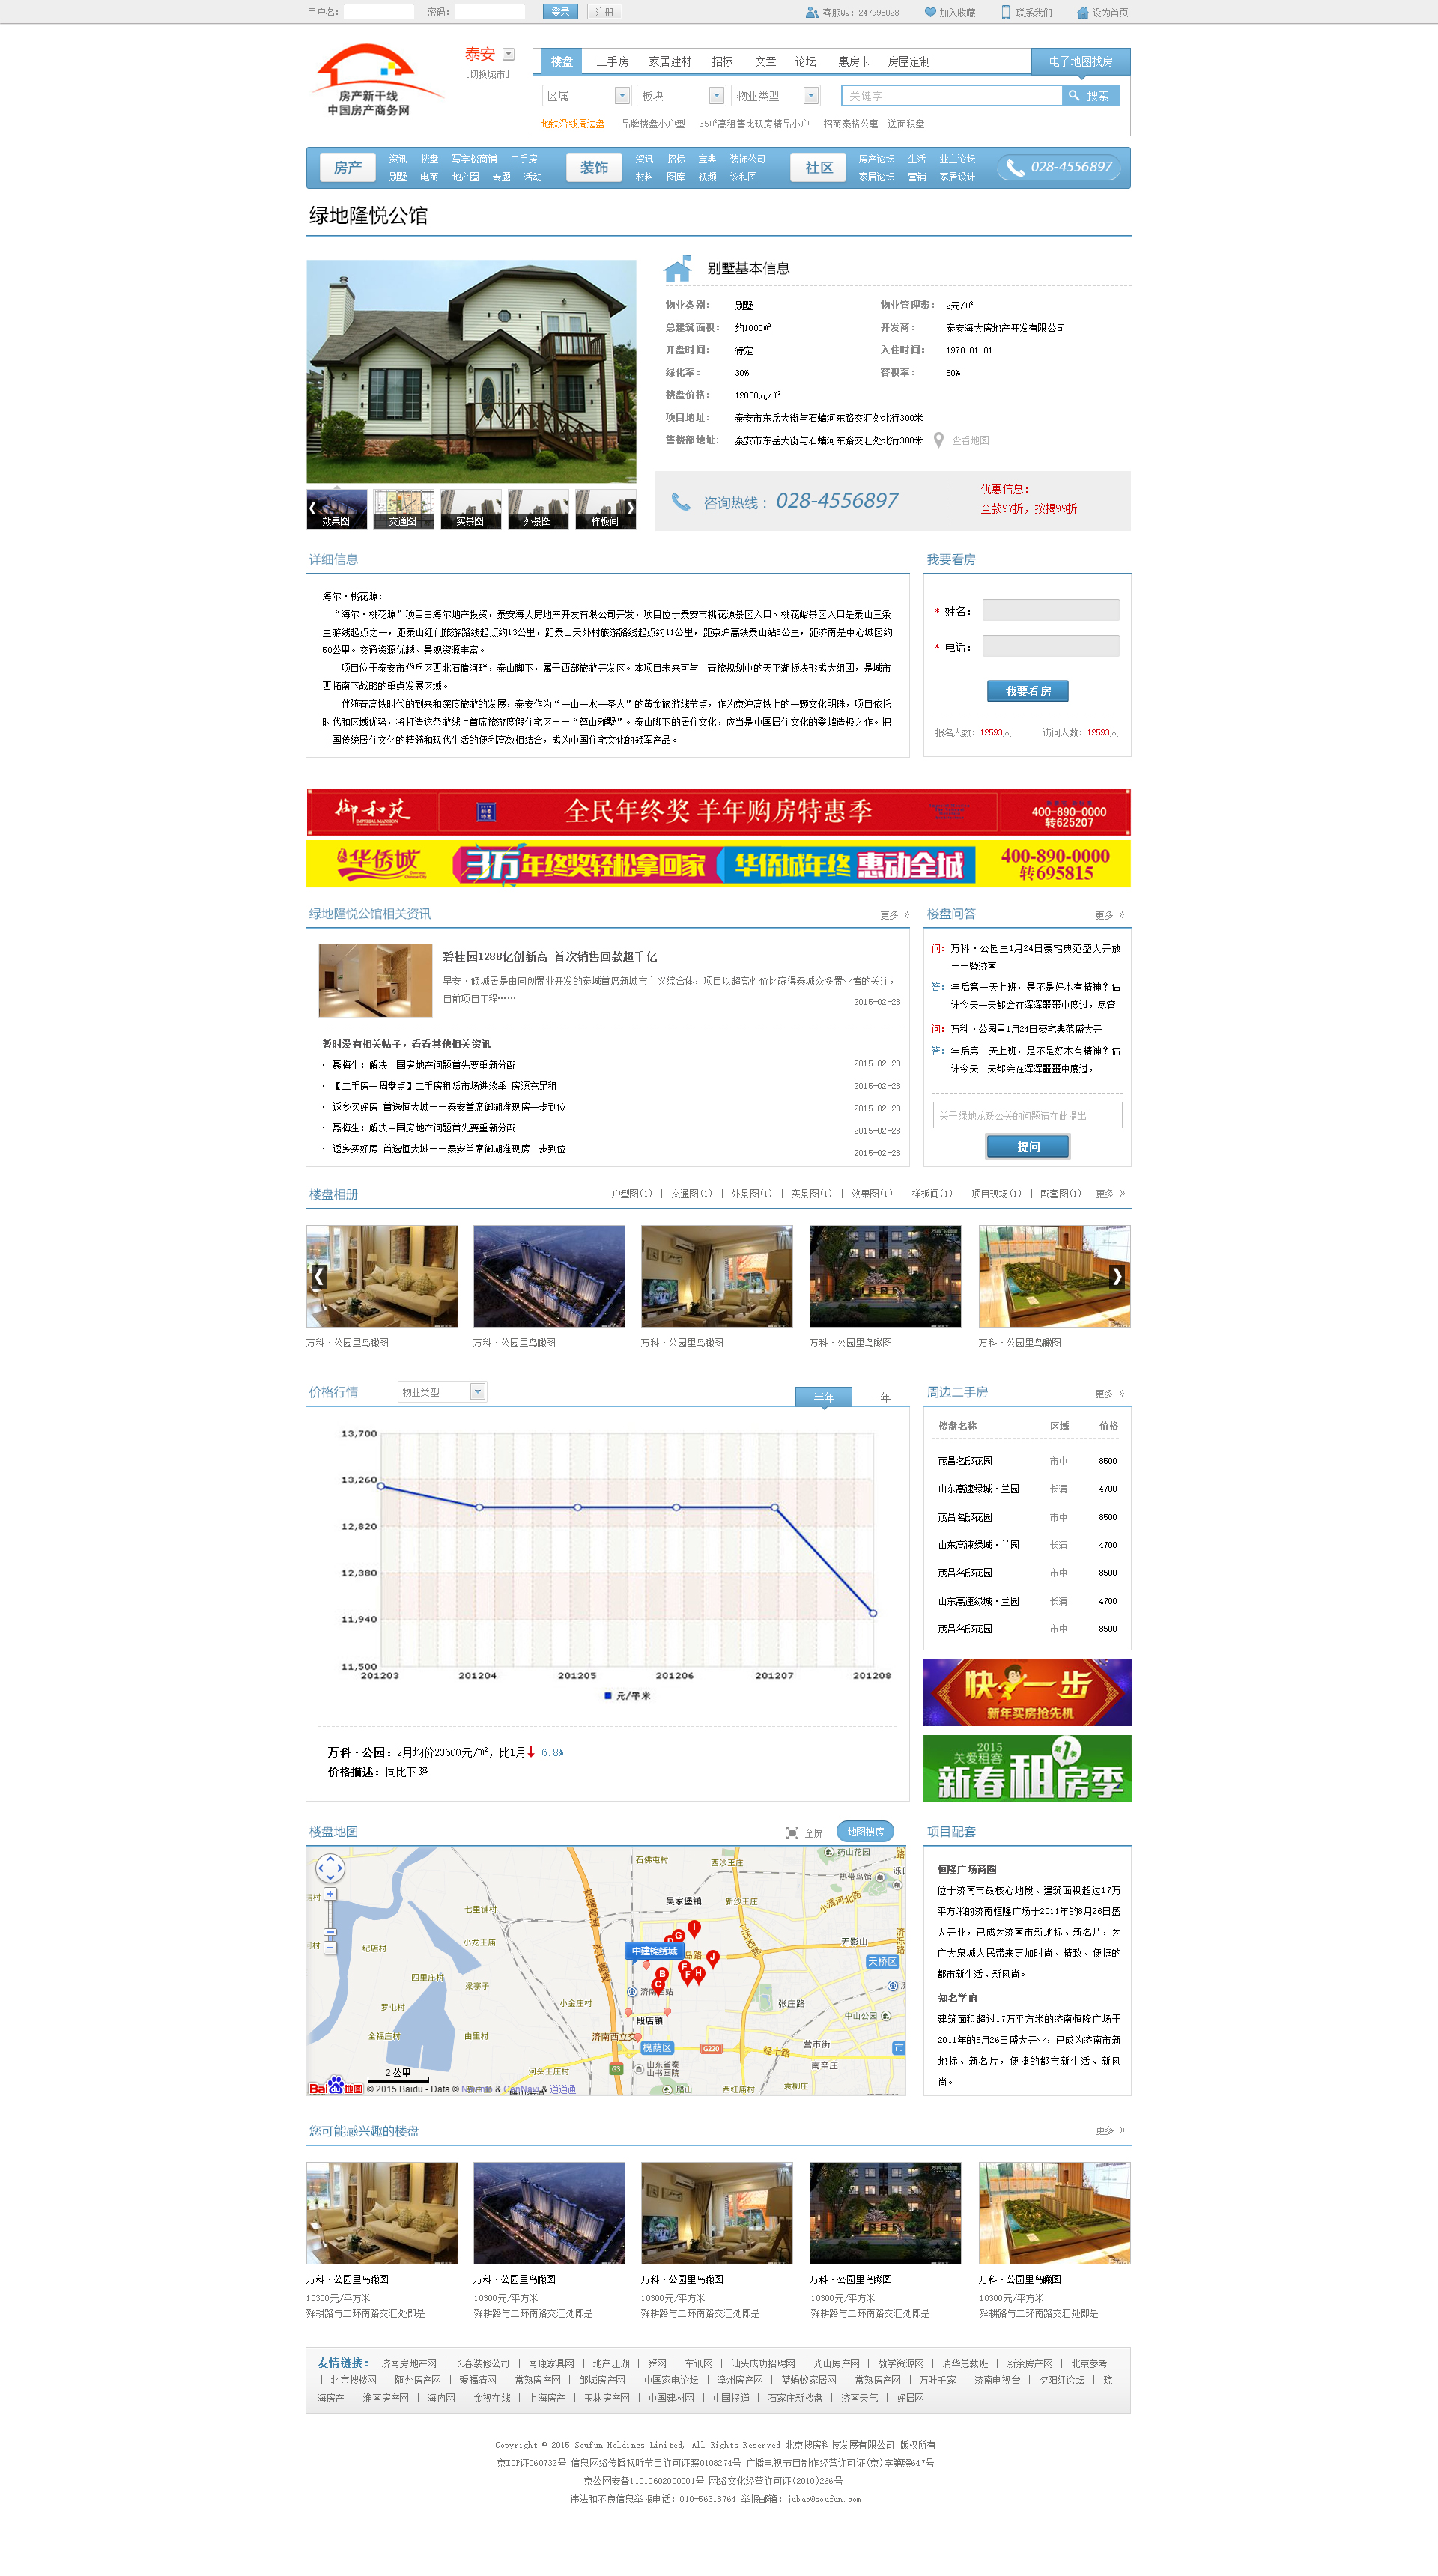 用户名： 密码： 登录 注册 客服QQ: 247998028 加入收藏 联系我们 设为首页
房产新干线
中国房产商务网
泰安
[切换城市]
楼盘 二手房 家居建材 招标 文章 论坛 惠房卡 房屋定制 电子地图找房
区属 板块 物业类型 关键字 搜索
地铁沿线周边盘 品牌楼盘小户型 35㎡高租售比现房精品小户 招商泰格公寓 送面积盘
房产 资讯 楼盘 写字楼商铺 二手房
别墅 电商 地产圈 专题 活动
装饰 资讯 招标 宝典 装饰公司
材料 图库 视频 议和团
社区 房产论坛 生活 业主论坛
家居论坛 营销 家居设计
028-4556897
绿地隆悦公馆
别墅基本信息
物业类别： 别墅 物业管理费： 2元/㎡
总建筑面积： 约1000㎡ 开发商： 泰安海大房地产开发有限公司
开盘时间： 待定 入住时间： 1970-01-01
绿化率： 30% 容积率： 50%
楼盘价格： 12000元/㎡
项目地址： 泰安市东岳大街与石蜡河东路交汇处北行300米
售楼部地址： 泰安市东岳大街与石蜡河东路交汇处北行300米 查看地图
效果图 交通图 实景图 外景图 样板间
咨询热线： 028-4556897
优惠信息:
全款97折，按揭99折
详细信息
海尔·桃花源：
“海尔·桃花源”项目由海尔地产投资，泰安海大房地产开发有限公司开发，项目位于泰安市桃花源景区入口。桃花峪景区入口是泰山三条
主游线起点之一，距泰山红门旅游路线起点约13公里，距泰山天外村旅游路线起点约11公里，距京沪高铁泰山站8公里，距济南是中心城区约
50公里。交通资源优越、景观资源丰富。
项目位于泰安市岱岳区西北石腊河畔，泰山脚下，属于西部旅游开发区。本项目未来可与中青旅规划中的天平湖板块形成大组团，是城市
西拓南下战略的重点发展区域。
伴随着高铁时代的到来和深度旅游的发展，泰安作为“一山一水一圣人”的黄金旅游线节点，作为京沪高铁上的一颗文化明珠，项目依托
时代和区域优势，将打造这条游线上首席旅游度假住宅区——“尊山雅墅”。泰山脚下的居住文化，应当是中国居住文化的登峰造极之作。把
中国传统居住文化的精髓和现代生活的便利高效相结合，成为中国住宅文化的领军产品。
我要看房
* 姓名:
* 电话:
我要看房
报名人数: 12593人 访问人数: 12593人
御和苑 IMPERIAL MANSION 全民年终奖 羊年购房特惠季 400-890-0000
转625207
华侨城 3万年终奖轻松拿回家 华侨城年终惠动全城 400-890-0000
转695815
绿地隆悦公馆相关资讯 更多 》
碧桂园1288亿创新高 首次销售回款超千亿
早安·倾城居是由同创置业开发的泰城首席新城市主义综合体，项目以超高性价比赢得泰城众多置业者的关注，
目前项目工程…… 2015-02-28
暂时没有相关帖子，看看其他相关资讯
· 聂梅生：解决中国房地产问题首先要重新分配 2015-02-28
· 【二手房一周盘点】二手房租赁市场进淡季 房源充足租 2015-02-28
· 返乡买好房 首选恒大城——泰安首席御湖准现房一步到位 2015-02-28
· 聂梅生：解决中国房地产问题首先要重新分配 2015-02-28
· 返乡买好房 首选恒大城——泰安首席御湖准现房一步到位 2015-02-28
楼盘问答 更多 》
问: 万科·公园里1月24日豪宅典范盛大开放
——暨济南
答: 年后第一天上班，是不是好木有精神？估
计今天一天都会在浑浑噩噩中度过，尽管
问: 万科·公园里1月24日豪宅典范盛大开
答: 年后第一天上班，是不是好木有精神？估
计今天一天都会在浑浑噩噩中度过，
关于绿地龙跃公关的问题请在此提出
提问
楼盘相册 户型图(1) | 交通图(1) | 外景图(1) | 实景图(1) | 效果图(1) | 样板间(1) | 项目现场(1) | 配套图(1) 更多 》
万科·公园里鸟瞰图 万科·公园里鸟瞰图 万科·公园里鸟瞰图 万科·公园里鸟瞰图 万科·公园里鸟瞰图
价格行情 物业类型 半年 一年
13,700
13,260
12,820
12,380
11,940
11,500
201203 201204 201205 201206 201207 201208
元/平米
万科·公园：2月均价23600元/㎡，比1月 6.8%
价格描述：同比下降
周边二手房 更多 》
楼盘名称 区域 价格
茂昌名邸花园 市中 8500
山东高速绿城·兰园 长清 4700
茂昌名邸花园 市中 8500
山东高速绿城·兰园 长清 4700
茂昌名邸花园 市中 8500
山东高速绿城·兰园 长清 4700
茂昌名邸花园 市中 8500
快一步
新年买房抢先机
2015
关爱租客 第1季
新春租房季
楼盘地图 全屏 地图搜房
石佛屯村 西沙王庄 药山花园
热带鸟馆
吴家堡镇 新沙王庄 小清河北路
七里铺村 京福高速
纪店村 小龙王庙 无影山
中建锦绣城 二环西路 天桥区
四里庄村 梁寨子
罗屯村 小金庄村 张庄路
中山公园
金福庄村 由里村 济南西立交 段店镇
槐荫区 G220 经十路 营市街
河头王庄村 G3 山东省泰
山书画院 南辛庄
腊山 西红庙村 袁柳庄
2 公里
Bai 地图 © 2015 Baidu - Data © NavInfo & CenNavi & 道道通
项目配套
恒隆广场商圈
位于济南市最核心地段、建筑面积超过17万
平方米的济南恒隆广场于2011年的8月26日盛
大开业，已成为济南市新地标、新名片，为
广大泉城人民带来更加时尚、精致、便捷的
都市新生活、新风尚。
知名学府
建筑面积超过17万平方米的济南恒隆广场于
2011年的8月26日盛大开业，已成为济南市新
地标、新名片，便捷的都市新生活、新风
尚。
您可能感兴趣的楼盘 更多 》
万科·公园里鸟瞰图 万科·公园里鸟瞰图 万科·公园里鸟瞰图 万科·公园里鸟瞰图 万科·公园里鸟瞰图
10300元/平方米 10300元/平方米 10300元/平方米 10300元/平方米 10300元/平方米
舜耕路与二环南路交汇处即是 舜耕路与二环南路交汇处即是 舜耕路与二环南路交汇处即是 舜耕路与二环南路交汇处即是 舜耕路与二环南路交汇处即是
友情链接： 济南房地产网 | 长春装修公司 | 南康家具网 | 地产江湖 | 舜网 | 车讯网 | 汕头成功招聘网 | 光山房产网 | 数学资源网 | 清华总裁班 | 新余房产网 | 北京参考
| 北京搜楼网 | 随州房产网 | 爱福清网 | 常熟房产网 | 邹城房产网 | 中国家电论坛 | 漳州房产网 | 蓝蚂蚁家居网 | 常熟房产网 | 万叶千家 | 济南电视台 | 夕阳红论坛 | 琼
海房产 | 淮南房产网 | 海内网 | 金视在线 | 上海房产 | 玉林房产网 | 中国建材网 | 中国报道 | 石家庄新楼盘 | 济南天气 | 好居网
Copyright © 2015 Soufun Holdings Limited, All Rights Reserved 北京搜房科技发展有限公司 版权所有
京ICP证060732号 信息网络传播视听节目许可证照0108274号 广播电视节目制作经营许可证(京)字第照647号
京公网安备11010602000001号 网络文化经营许可证(2010)266号
违法和不良信息举报电话: 010-56318764 举报邮箱: jubao@soufun.com